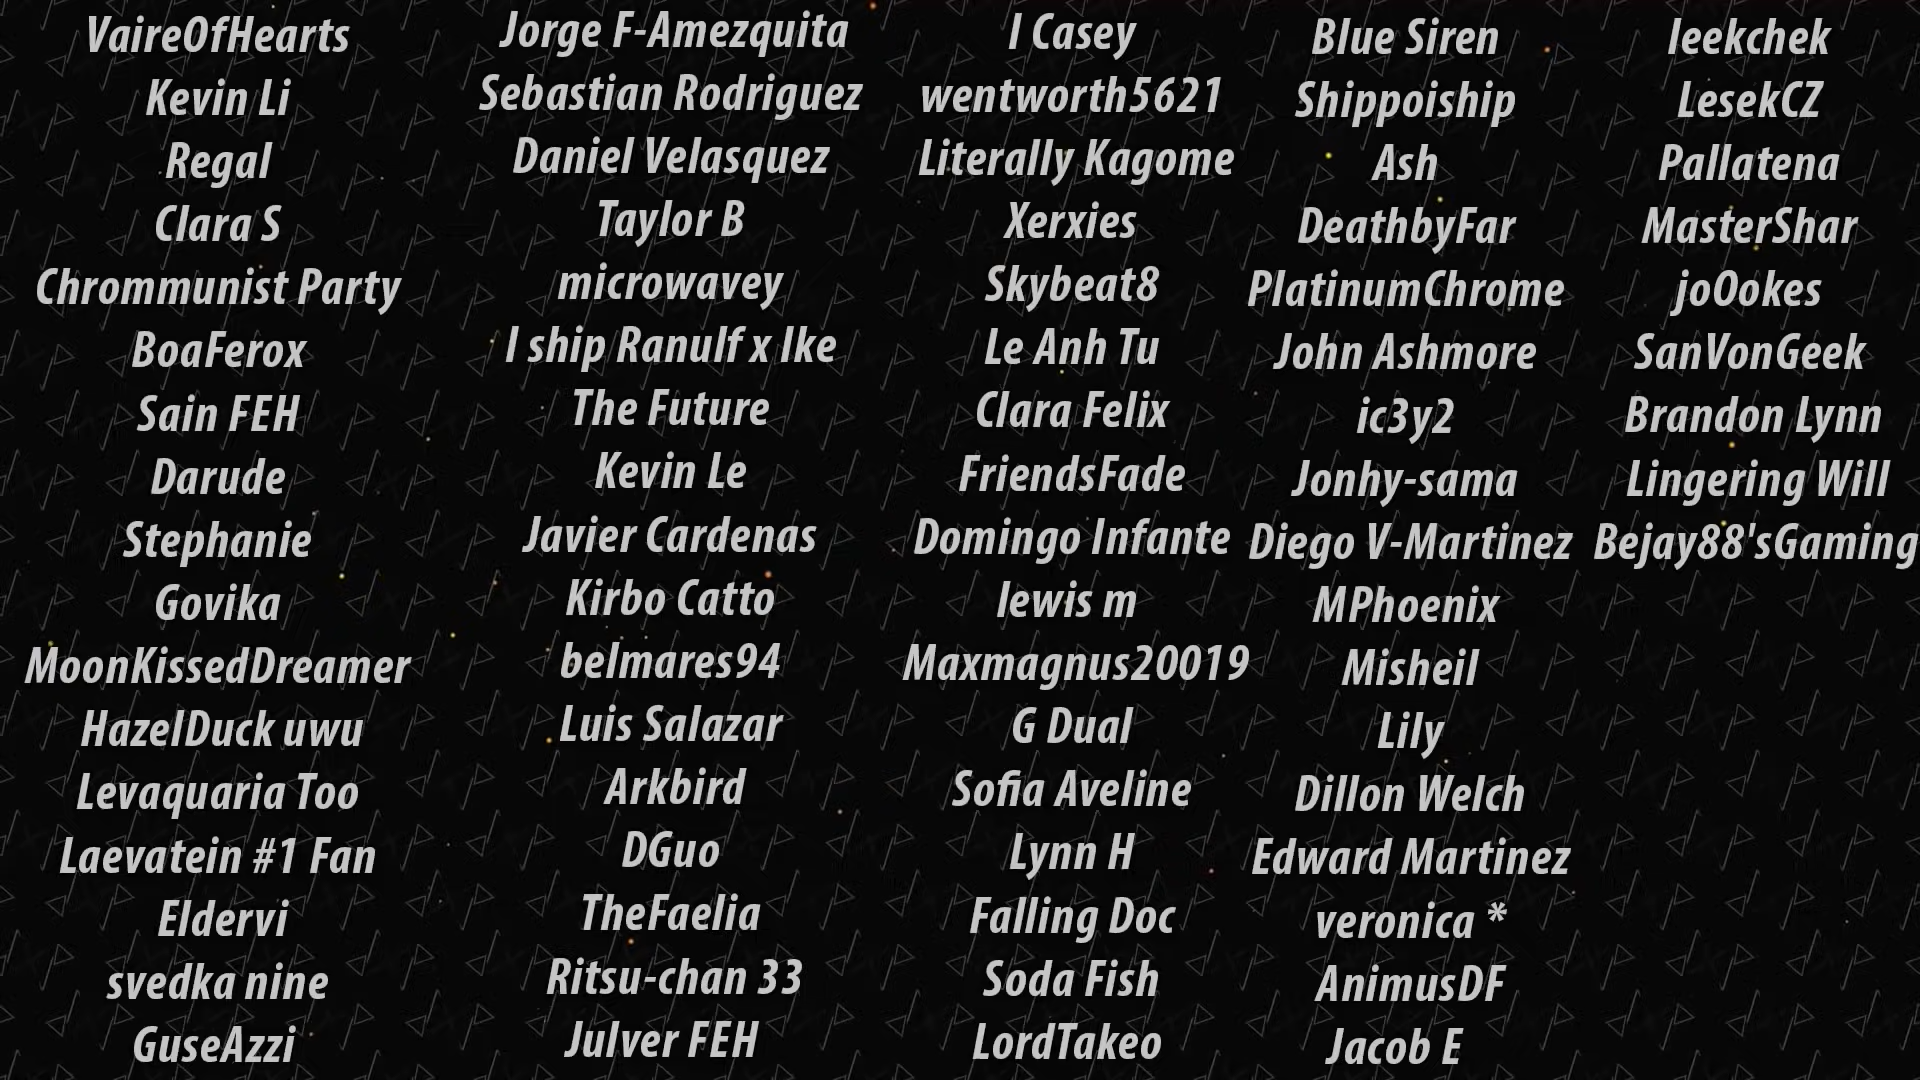 VaireOfHearts
Kevin Li
Regal
Clara S
Chrommunist Party
BoaFerox
Sain FEH
Darude
Stephanie
Govika
MoonKissedDreamer
HazelDuck uwu
Levaquaria Too
Laevatein #1 Fan
Eldervi
svedka nine
GuseAzzi
Jorge F-Amezquita
Sebastian Rodriguez
Daniel Velasquez
Taylor B
microwavey
I ship Ranulf x Ike
The Future
Kevin Le
Javier Cardenas
Kirbo Catto
belmares94
Luis Salazar
Arkbird
DGuo
TheFaelia
Ritsu-chan 33
Julver FEH
I Casey
wentworth5621
Literally Kagome
Xerxies
Skybeat8
Le Anh Tu
Clara Felix
FriendsFade
Domingo Infante
lewis m
Maxmagnus20019
G Dual
Sofia Aveline
Lynn H
Falling Doc
Soda Fish
LordTakeo
Blue Siren
Shippoiship
Ash
DeathbyFar
PlatinumChrome
John Ashmore
ic3y2
Jonhy-sama
Diego V-Martinez
MPhoenix
Misheil
Lily
Dillon Welch
Edward Martinez
veronica *
AnimusDF
Jacob E
leekchek
LesekCZ
Pallatena
MasterShar
joOokes
SanVonGeek
Brandon Lynn
Lingering Will
Bejay88'sGaming